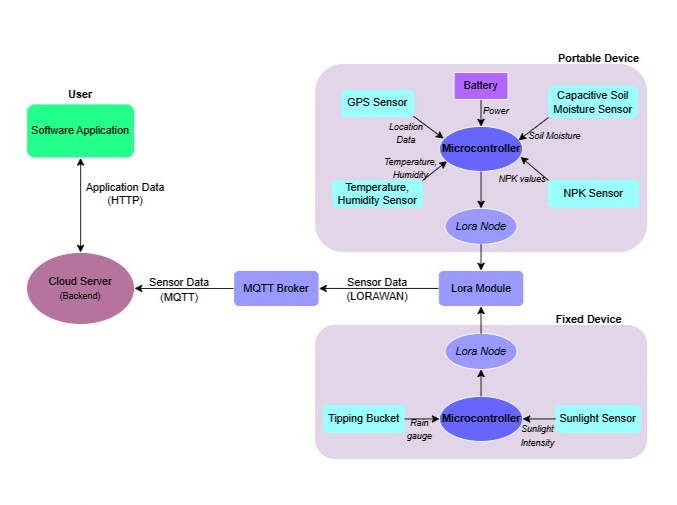 Portable Device
Battery
GPS Sensor
Capacitive Soil
Moisture Sensor
Power
Location
Data
Soil Moisture
Microcontroller
Temperature,
Humidity
NPK values
Temperature,
Humidity Sensor
NPK Sensor
Lora Node
User
Software Application
Application Data
(HTTP)
Cloud Server
(Backend)
Sensor Data
(MQTT)
MQTT Broker
Sensor Data
(LORAWAN)
Lora Module
Fixed Device
Lora Node
Tipping Bucket
Rain
gauge
Microcontroller
Sunlight
Intensity
Sunlight Sensor